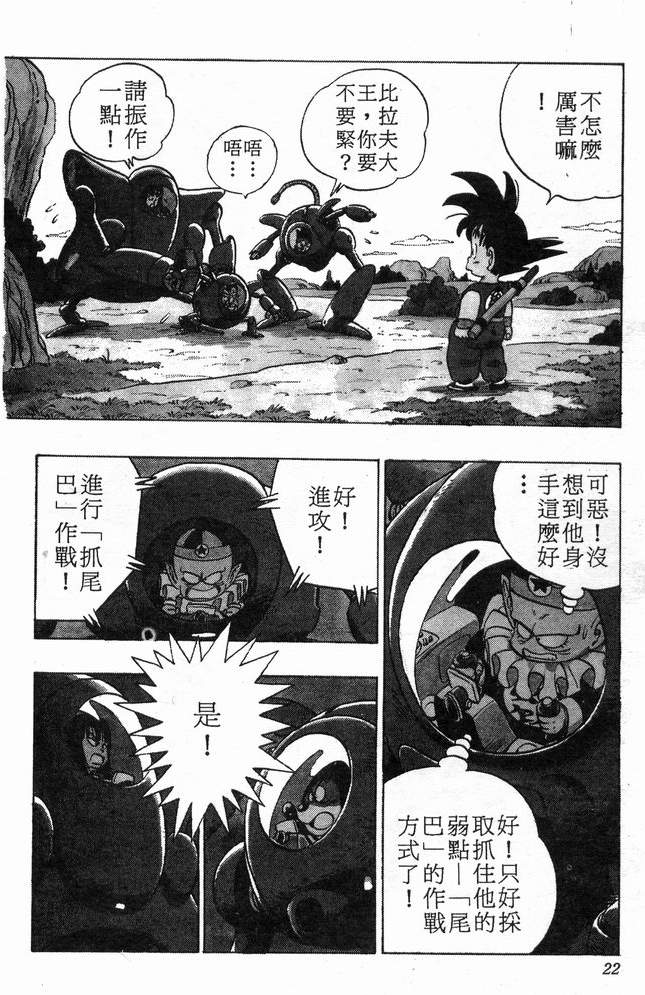 不怎麼
厲害嘛
！
比拉夫大
王，你要
不要緊？
唔…
唔…
請振作
一點！
可惡！沒
想到他身
手這麼好
…
好！只好採
取抓住他的
弱點—「尾
巴」的作戰
方式了！
好！
進攻！
進行「抓尾
巴」作戰！
是！
22